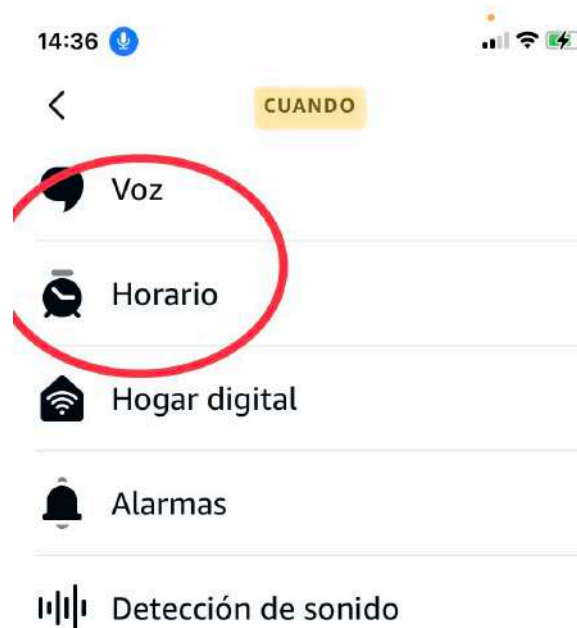 14:36
CUANDO
Voz
Horario
Hogar digital
Alarmas
Detección de sonido